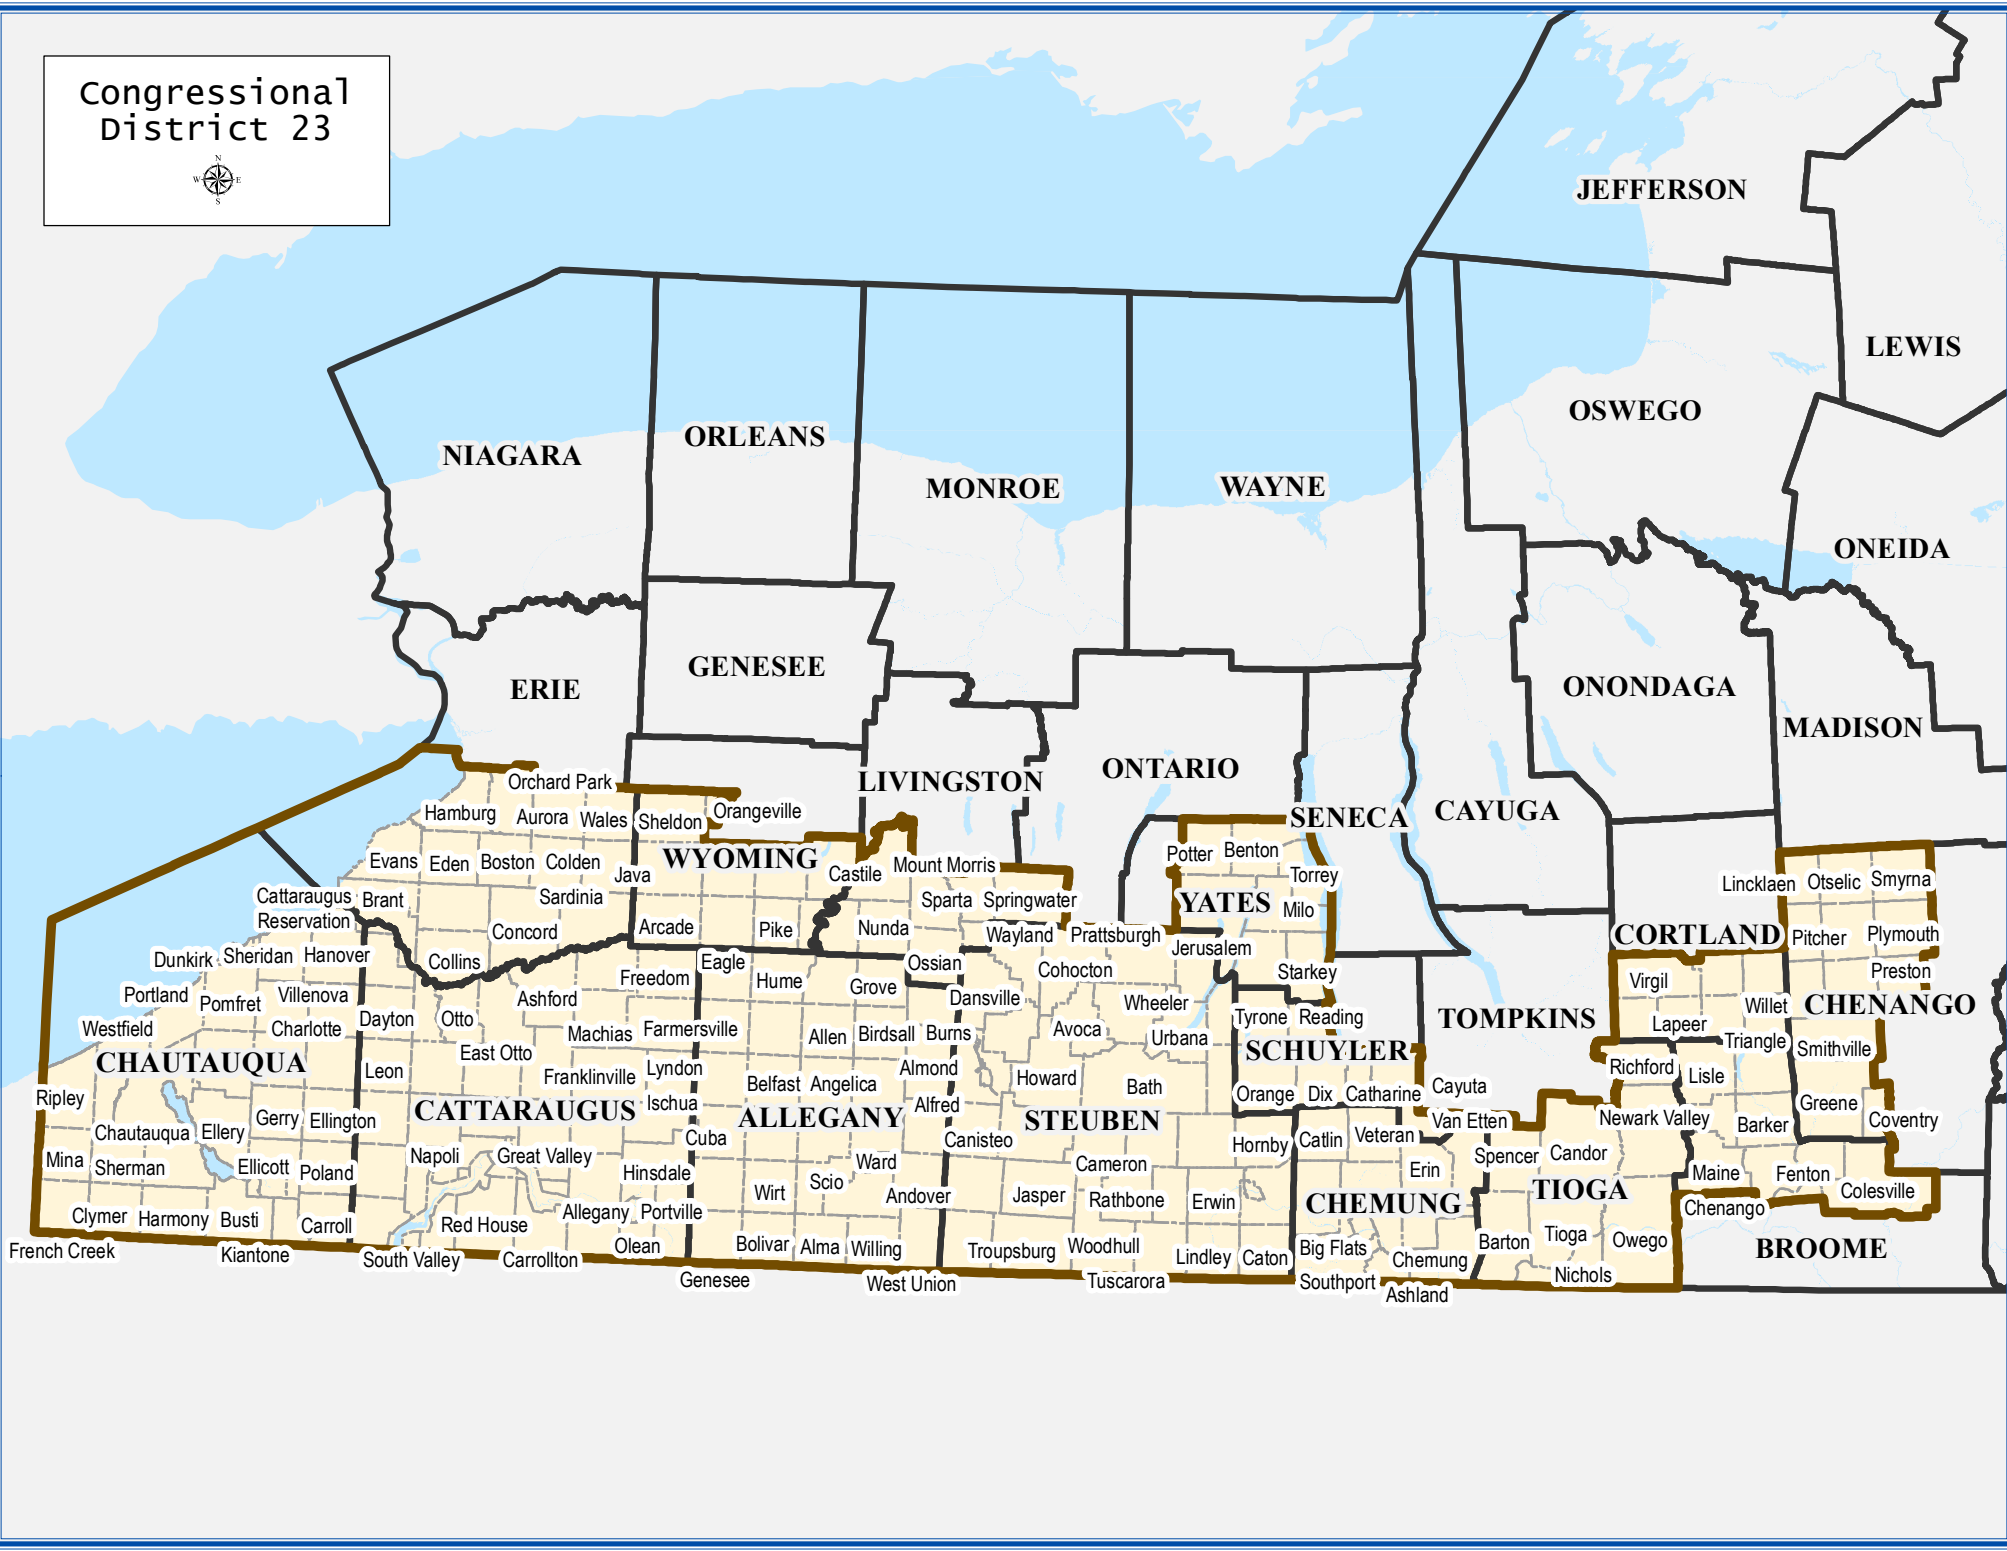 Congressional
District 23
N
W E
S
JEFFERSON
LEWIS
OSWEGO
ORLEANS
NIAGARA
MONROE
WAYNE
ONEIDA
GENESEE
ERIE
ONONDAGA
MADISON
LIVINGSTON
ONTARIO
SENECA
CAYUGA
Orchard Park
Hamburg
Aurora
Wales
Sheldon
Orangeville
WYOMING
Evans
Eden
Boston
Colden
Java
Castile
Mount Morris
Potter
Benton
Torrey
Lincklaen
Otselic
Smyrna
Cattaraugus
Reservation
Brant
Sardinia
Sparta
Springwater
YATES
Milo
Concord
Arcade
Pike
Nunda
Wayland
Prattsburgh
Jerusalem
CORTLAND
Pitcher
Plymouth
Dunkirk
Sheridan
Hanover
Collins
Freedom
Eagle
Hume
Grove
Ossian
Cohocton
Starkey
Virgil
Preston
Portland
Pomfret
Villenova
Ashford
Dansville
Wheeler
Willet
CHENANGO
Westfield
Charlotte
Dayton
Otto
Machias
Farmersville
Allen
Birdsall
Burns
Avoca
Urbana
Tyrone
Reading
TOMPKINS
Lapeer
Triangle
Smithville
CHAUTAUQUA
Leon
East Otto
Franklinville
Lyndon
Belfast
Angelica
Almond
Howard
Bath
SCHUYLER
Richford
Lisle
Ripley
Gerry
Ellington
CATTARAUGUS
Ischua
ALLEGANY
Alfred
STEUBEN
Orange
Dix
Catharine
Cayuta
Van Etten
Newark Valley
Barker
Greene
Coventry
Chautauqua
Ellery
Cuba
Canisteo
Hornby
Catlin
Veteran
Mina
Sherman
Ellicott
Poland
Napoli
Great Valley
Hinsdale
Scio
Ward
Cameron
Erin
Spencer
Candor
Maine
Fenton
Colesville
Wirt
Andover
Jasper
Rathbone
Erwin
CHEMUNG
TIOGA
Chenango
Clymer
Harmony
Busti
Carroll
Red House
Allegany
Portville
French Creek
Kiantone
South Valley
Carrollton
Olean
Bolivar
Alma
Willing
Troupsburg
Woodhull
Lindley
Caton
Big Flats
Chemung
Barton
Tioga
Owego
BROOME
Genesee
West Union
Tuscarora
Southport
Ashland
Nichols